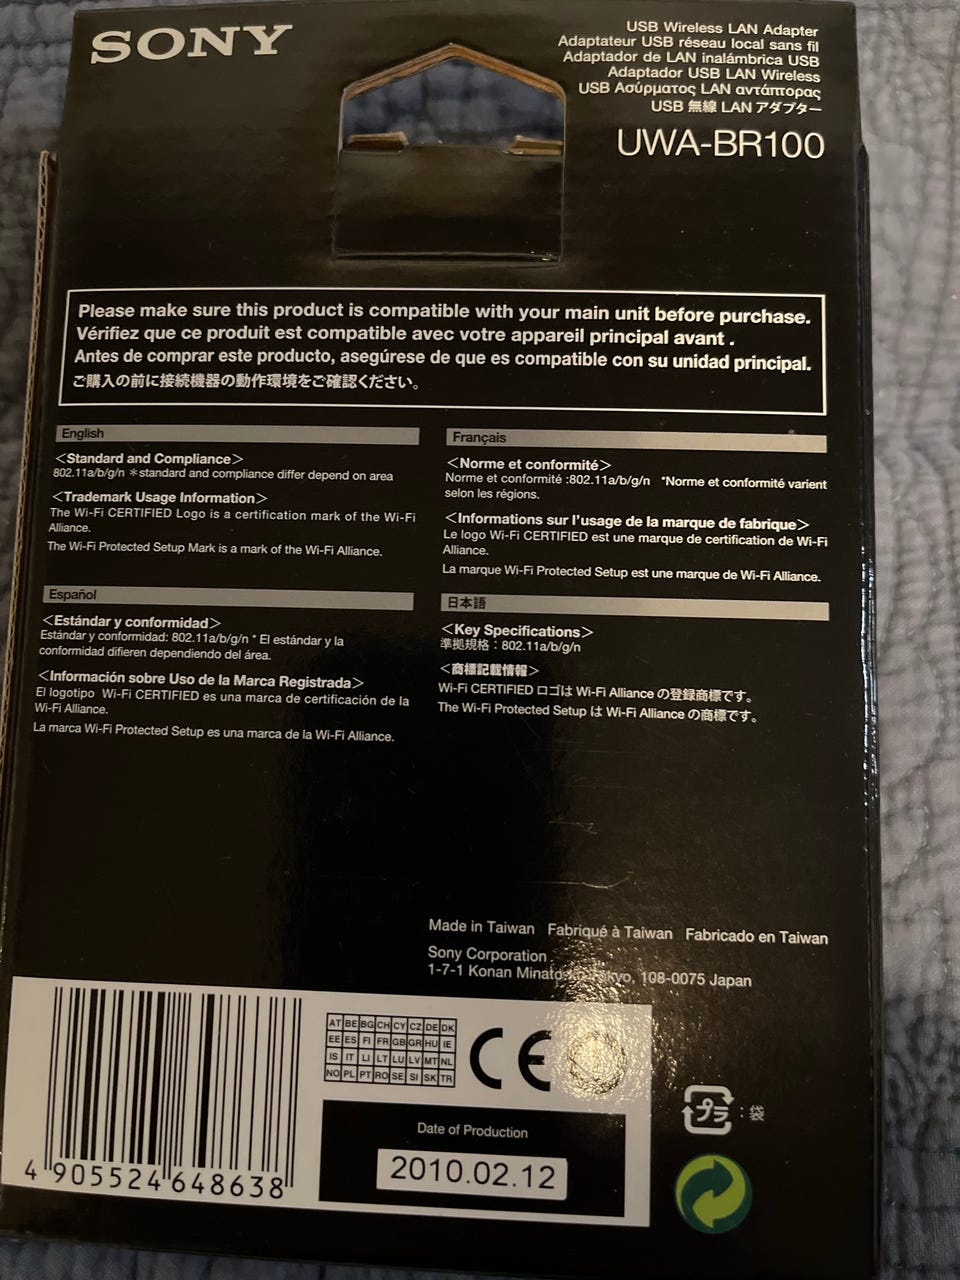 SONY
USB Wireless LAN Adapter
Adaptateur USB réseau local sans fil
Adaptador de LAN inalámbrica USB
Adaptador USB LAN Wireless
USB Ασύρματος LAN αντάπτορας
USB 無線 LAN アダプター
UWA-BR100
Please make sure this product is compatible with your main unit before purchase.
Vérifiez que ce produit est compatible avec votre appareil principal avant .
Antes de comprar este producto, asegúrese de que es compatible con su unidad principal.
ご購入の前に接続機器の動作環境をご確認ください。
English
<Standard and Compliance>
802.11a/b/g/n *standard and compliance differ depend on area
<Trademark Usage Information>
The Wi-Fi CERTIFIED Logo is a certification mark of the Wi-Fi
Alliance.
The Wi-Fi Protected Setup Mark is a mark of the Wi-Fi Alliance.
Français
<Norme et conformité>
Norme et conformité :802.11a/b/g/n *Norme et conformité varient
selon les régions.
<Informations sur l'usage de la marque de fabrique>
Le logo Wi-Fi CERTIFIED est une marque de certification de Wi-Fi
Alliance.
La marque Wi-Fi Protected Setup est une marque de Wi-Fi Alliance.
Español
<Estándar y conformidad>
Estándar y conformidad: 802.11a/b/g/n * El estándar y la
conformidad difieren dependiendo del área.
<Información sobre Uso de la Marca Registrada>
El logotipo Wi-Fi CERTIFIED es una marca de certificación de la
Wi-Fi Alliance.
La marca Wi-Fi Protected Setup es una marca de la Wi-Fi Alliance.
日本語
<Key Specifications>
準拠規格：802.11a/b/g/n
<商標記載情報>
Wi-Fi CERTIFIED ロゴは Wi-Fi Alliance の登録商標です。
The Wi-Fi Protected Setup は Wi-Fi Alliance の商標です。
Made in Taiwan Fabriqué à Taiwan Fabricado en Taiwan
Sony Corporation
1-7-1 Konan Minato-ku Tokyo, 108-0075 Japan
AT BE BG CH CY CZ DE DK
EE ES FI FR GB GR HU IE
IS IT LI LT LU LV MT NL
NO PL PT RO SE SI SK TR
CE
Date of Production
2010.02.12
4 905524 648638
プラ : 袋